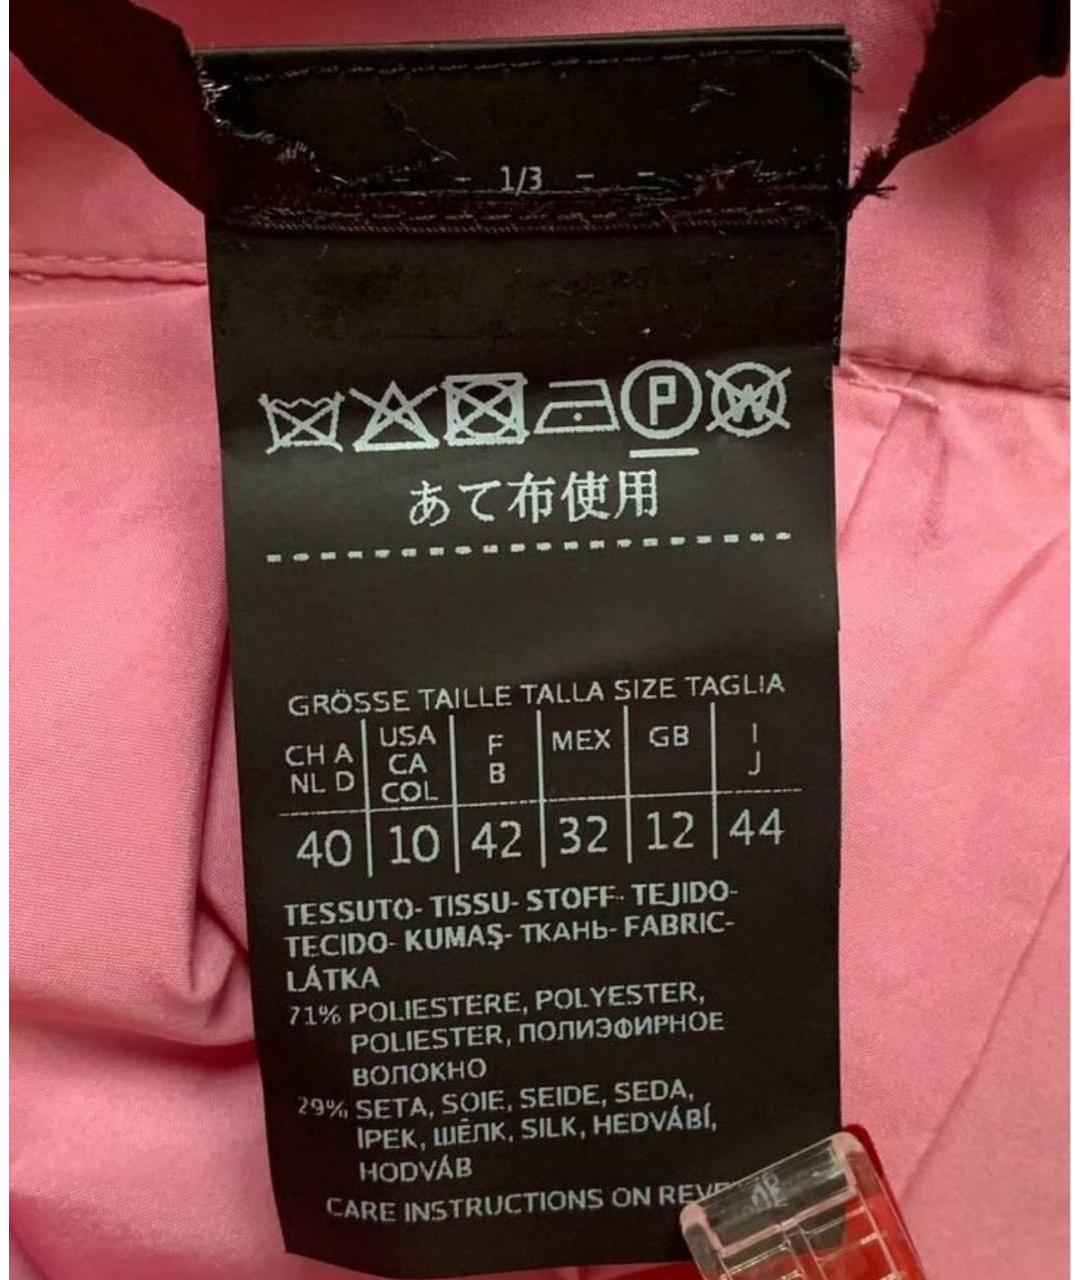 1/3
P W
あて布使用
GRÖSSE TAILLE TALLA SIZE TAGLIA
CH A NL D USA CA COL F B MEX GB I J
40 10 42 32 12 44
TESSUTO- TISSU- STOFF- TEJIDO-
TECIDO- KUMAŞ- ТКАНЬ- FABRIC-
LÁTKA
71% POLIESTERE, POLYESTER,
POLIESTER, ПОЛИЭФИРНОЕ
ВОЛОКНО
29% SETA, SOIE, SEIDE, SEDA,
İPEK, ШЁЛК, SILK, HEDVÁBÍ,
HODVÁB
CARE INSTRUCTIONS ON